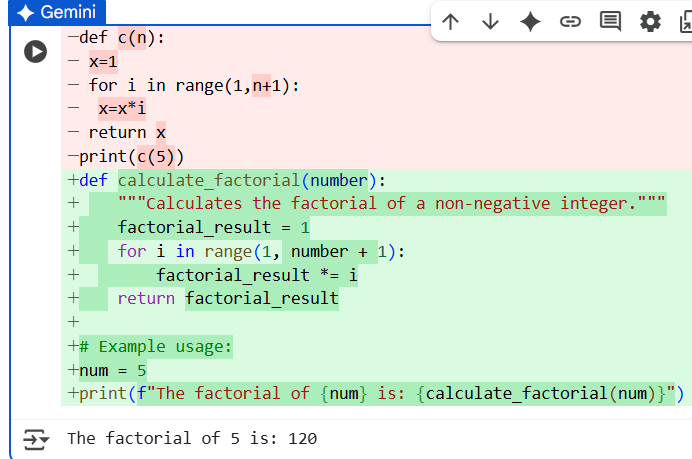 Gemini
-def c(n):
- x=1
- for i in range(1,n+1):
-  x=x*i
- return x
-print(c(5))
+def calculate_factorial(number):
+    """Calculates the factorial of a non-negative integer."""
+    factorial_result = 1
+    for i in range(1, number + 1):
+        factorial_result *= i
+    return factorial_result
+
+# Example usage:
+num = 5
+print(f"The factorial of {num} is: {calculate_factorial(num)}")
The factorial of 5 is: 120